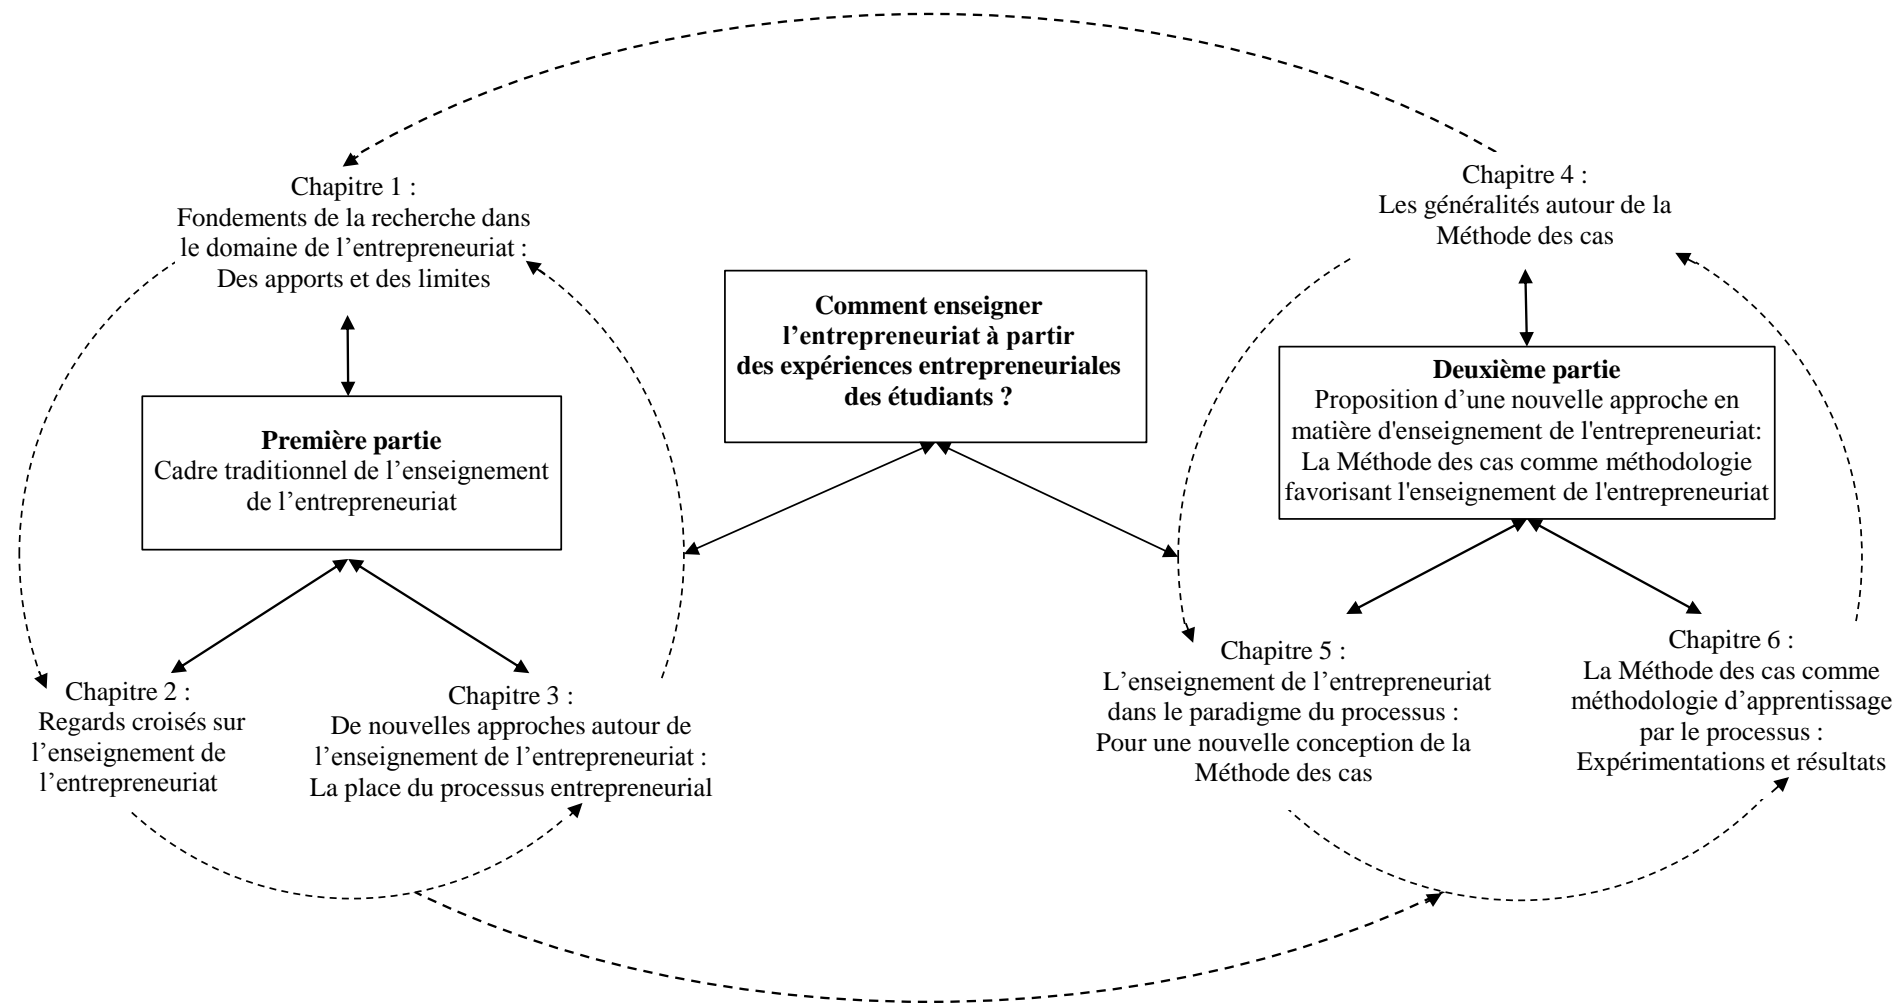 Chapitre 1 :
Fondements de la recherche dans
le domaine de l’entrepreneuriat :
Des apports et des limites
Première partie
Cadre traditionnel de l’enseignement
de l’entrepreneuriat
Chapitre 2 :
Regards croisés sur
l’enseignement de
l’entrepreneuriat
Chapitre 3 :
De nouvelles approches autour de
l’enseignement de l’entrepreneuriat :
La place du processus entrepreneurial
Comment enseigner
l’entrepreneuriat à partir
des expériences entrepreneuriales
des étudiants ?
Chapitre 4 :
Les généralités autour de la
Méthode des cas
Deuxième partie
Proposition d’une nouvelle approche en
matière d'enseignement de l'entrepreneuriat:
La Méthode des cas comme méthodologie
favorisant l'enseignement de l'entrepreneuriat
Chapitre 5 :
L’enseignement de l’entrepreneuriat
dans le paradigme du processus :
Pour une nouvelle conception de la
Méthode des cas
Chapitre 6 :
La Méthode des cas comme
méthodologie d’apprentissage
par le processus :
Expérimentations et résultats